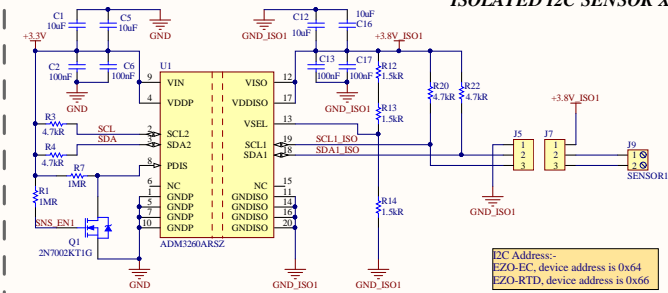 ISOLATED I2C SENSOR X
+3.3V
C1
10uF
C5
10uF
GND
C2
100nF
C6
100nF
GND
R3
4.7kR
SCL
R4
4.7kR
SDA
R7
1MR
R1
1MR
SNS_EN1
Q1
2N7002KT1G
GND
U1
9 VIN
4 VDDP
2 SCL2
3 SDA2
8 PDIS
6 NC
1 GNDP
5 GNDP
7 GNDP
10 GNDP
VISO 12
VDDISO 17
VSEL 13
SCL1 19
SDA1 18
NC 15
GNDISO 11
GNDISO 14
GNDISO 16
GNDISO 20
ADM3260ARSZ
GND_ISO1
C12
10uF
10uF
C16
GND_ISO1
C13
100nF
C17
100nF
GND_ISO1
+3.8V_ISO1
R12
1.5kR
R13
1.5kR
R14
1.5kR
GND_ISO1
R20
4.7kR
R22
4.7kR
SCL1_ISO
SDA1_ISO
J5
1
2
3
GND_ISO1
J7
1
2
3
+3.8V_ISO1
J9
1
2
SENSOR1
I2C Address:-
EZO-EC, device address is 0x64
EZO-RTD, device address is 0x66